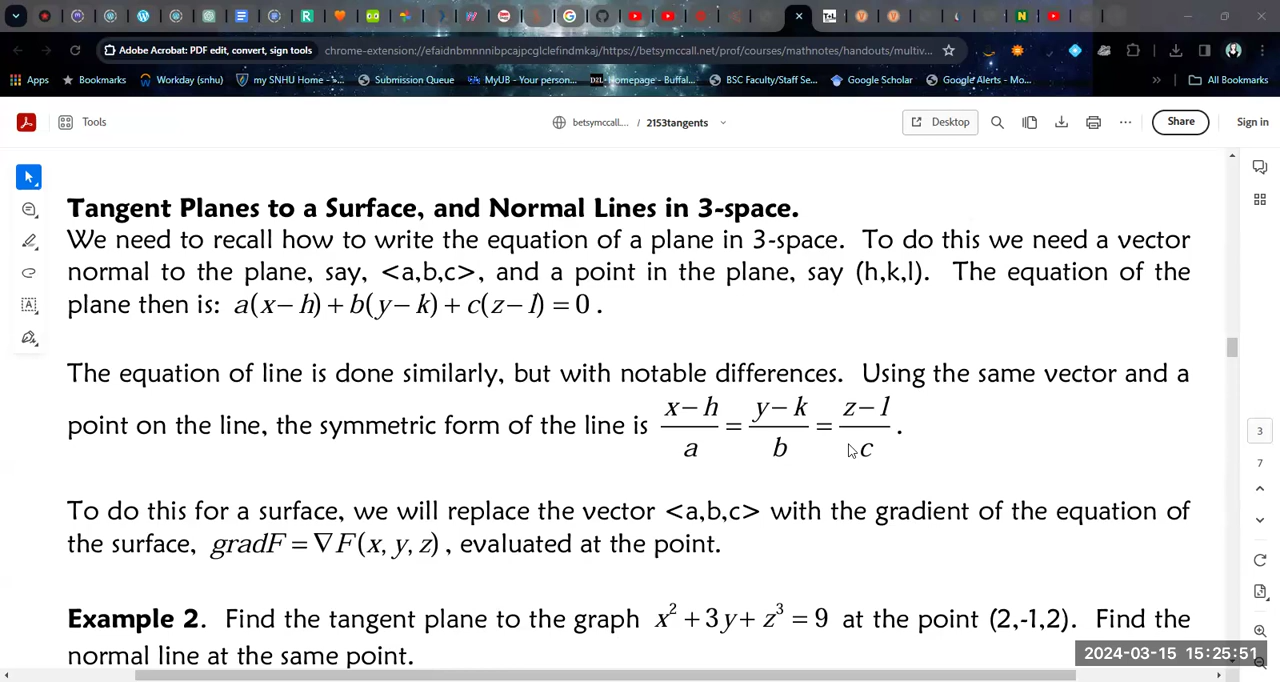 Adobe Acrobat: PDF edit, convert, sign tools
chrome-extension://efaidnbmnnnibpcajpcglclefindmkaj/https://betsymccall.net/prof/courses/mathnotes/handouts/multiv...
Apps
Bookmarks
Workday (snhu)
my SNHU Home - ...
Submission Queue
MyUB - Your person...
DZL Homepage - Buffal...
BSC Faculty/Staff Se...
Google Scholar
Google Alerts - Mo...
All Bookmarks
Tools
betsymccall.... / 2153tangents
Desktop
Share
Sign in
Tangent Planes to a Surface, and Normal Lines in 3-space.
We need to recall how to write the equation of a plane in 3-space. To do this we need a vector
normal to the plane, say, <a,b,c>, and a point in the plane, say (h,k,l). The equation of the
plane then is: a(x − h) + b(y − k) + c(z − l) = 0 .
The equation of line is done similarly, but with notable differences. Using the same vector and a
point on the line, the symmetric form of the line is (x − h)/a = (y − k)/b = (z − l)/c .
To do this for a surface, we will replace the vector <a,b,c> with the gradient of the equation of
the surface, gradF = ∇F(x, y, z) , evaluated at the point.
Example 2. Find the tangent plane to the graph x² + 3y + z³ = 9 at the point (2,-1,2). Find the
normal line at the same point.
3
7
2024-03-15 15:25:51